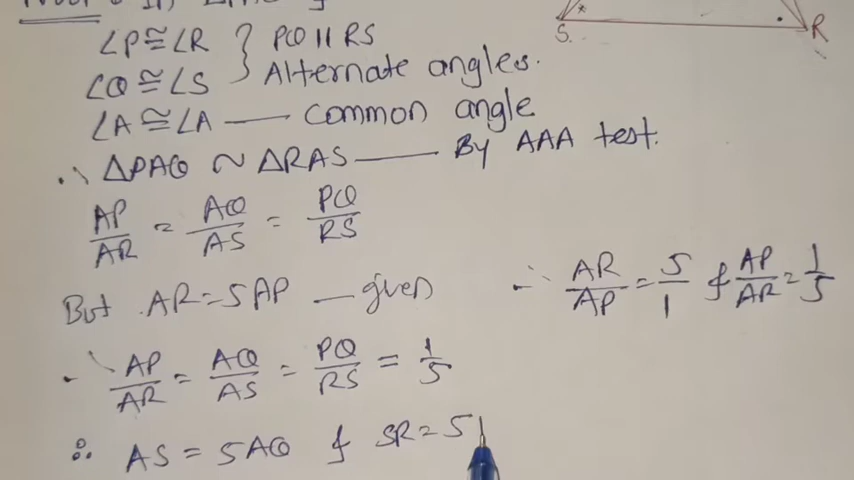 S. R
∠P≅∠R } PQ || RS
∠Q≅∠S } Alternate angles.
∠A≅∠A —— Common angle
∴ ΔPAQ ~ ΔRAS —— By AAA test.
AP/AR = AQ/AS = PQ/RS
But AR=5AP — given ∴ AR/AP = 5/1 & AP/AR = 1/5
∴ AP/AR = AQ/AS = PQ/RS = 1/5
∴ AS = 5AQ & SR = 5